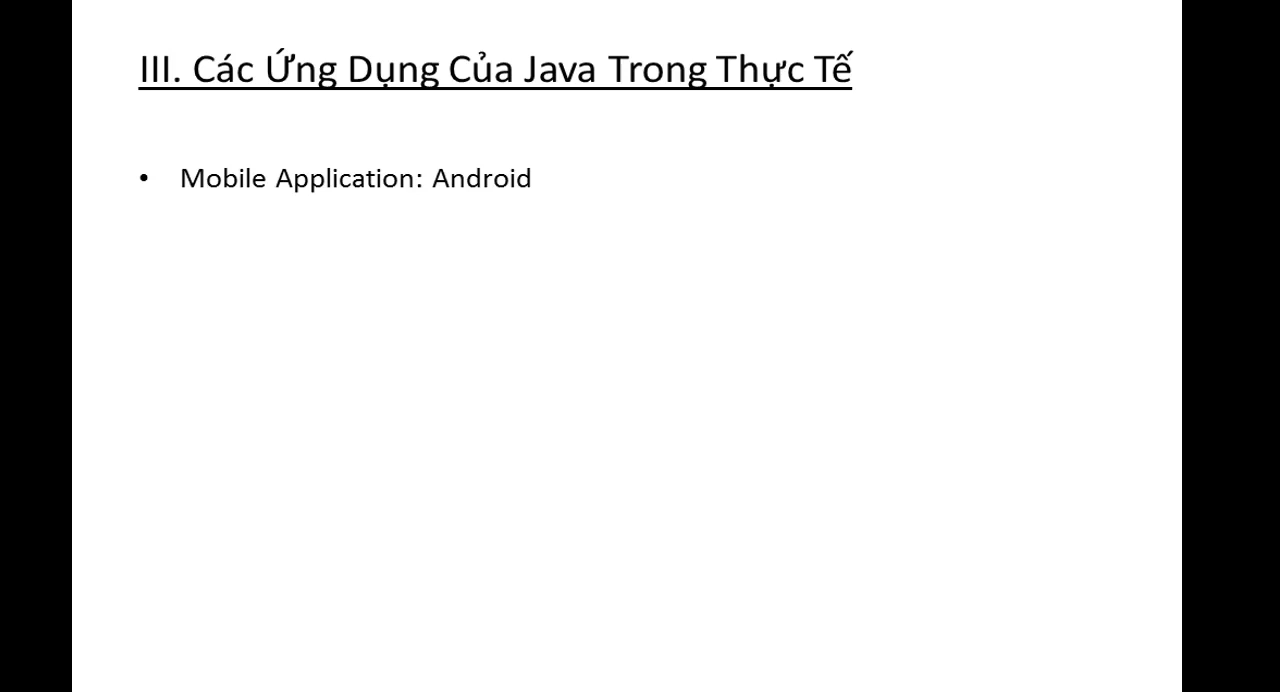 III. Các Ứng Dụng Của Java Trong Thực Tế
• Mobile Application: Android